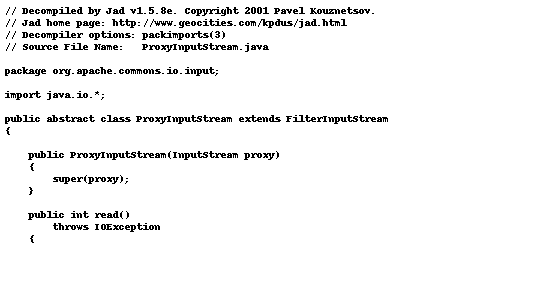 // Decompiled by Jad v1.5.8e. Copyright 2001 Pavel Kouznetsov.
// Jad home page: http://www.geocities.com/kpdus/jad.html
// Decompiler options: packimports(3)
// Source File Name:   ProxyInputStream.java
package org.apache.commons.io.input;
import java.io.*;
public abstract class ProxyInputStream extends FilterInputStream
{
    public ProxyInputStream(InputStream proxy)
    {
        super(proxy);
    }
    public int read()
        throws IOException
    {